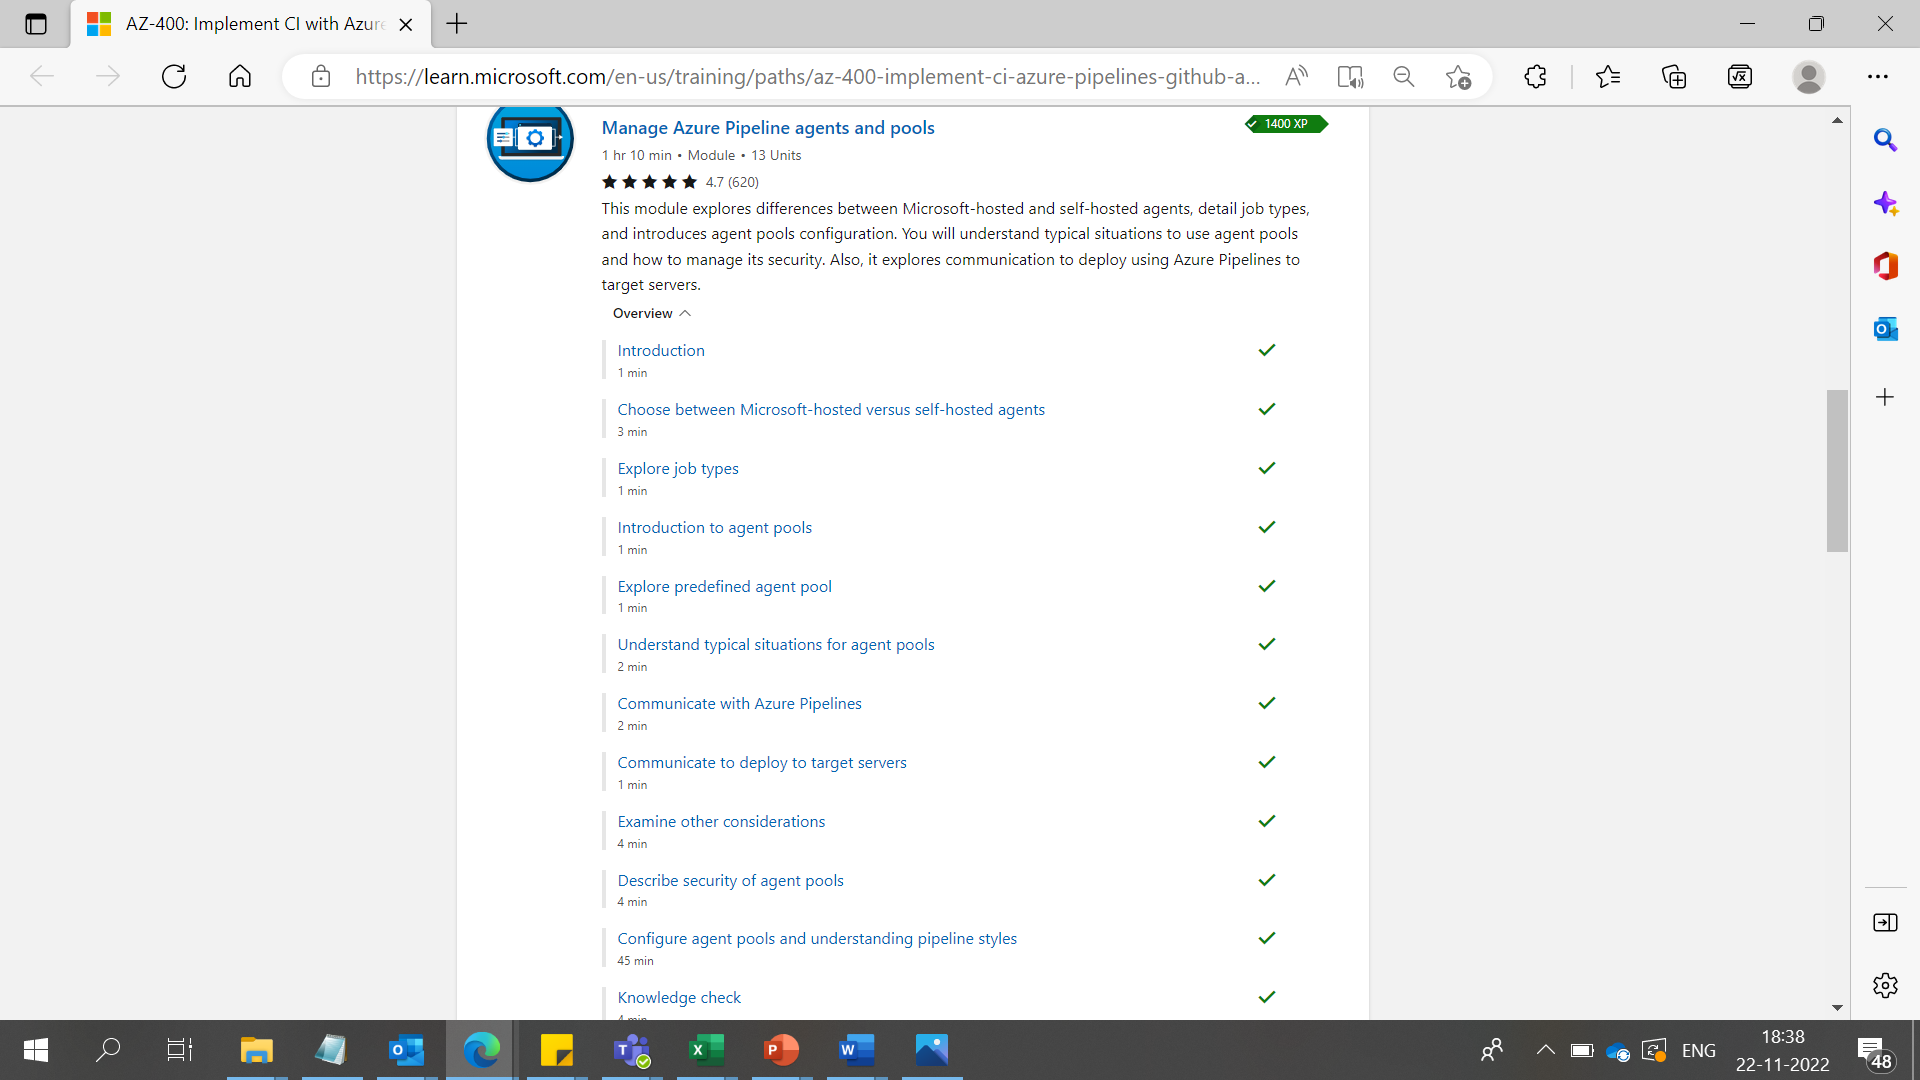 AZ-400: Implement CI with Azure
https://learn.microsoft.com/en-us/training/paths/az-400-implement-ci-azure-pipelines-github-a...
Manage Azure Pipeline agents and pools
1400 XP
1 hr 10 min • Module • 13 Units
4.7 (620)
This module explores differences between Microsoft-hosted and self-hosted agents, detail job types,
and introduces agent pools configuration. You will understand typical situations to use agent pools
and how to manage its security. Also, it explores communication to deploy using Azure Pipelines to
target servers.
Overview
Introduction
1 min
Choose between Microsoft-hosted versus self-hosted agents
3 min
Explore job types
1 min
Introduction to agent pools
1 min
Explore predefined agent pool
1 min
Understand typical situations for agent pools
2 min
Communicate with Azure Pipelines
2 min
Communicate to deploy to target servers
1 min
Examine other considerations
4 min
Describe security of agent pools
4 min
Configure agent pools and understanding pipeline styles
45 min
Knowledge check
4 min
ENG
18:38
22-11-2022
48